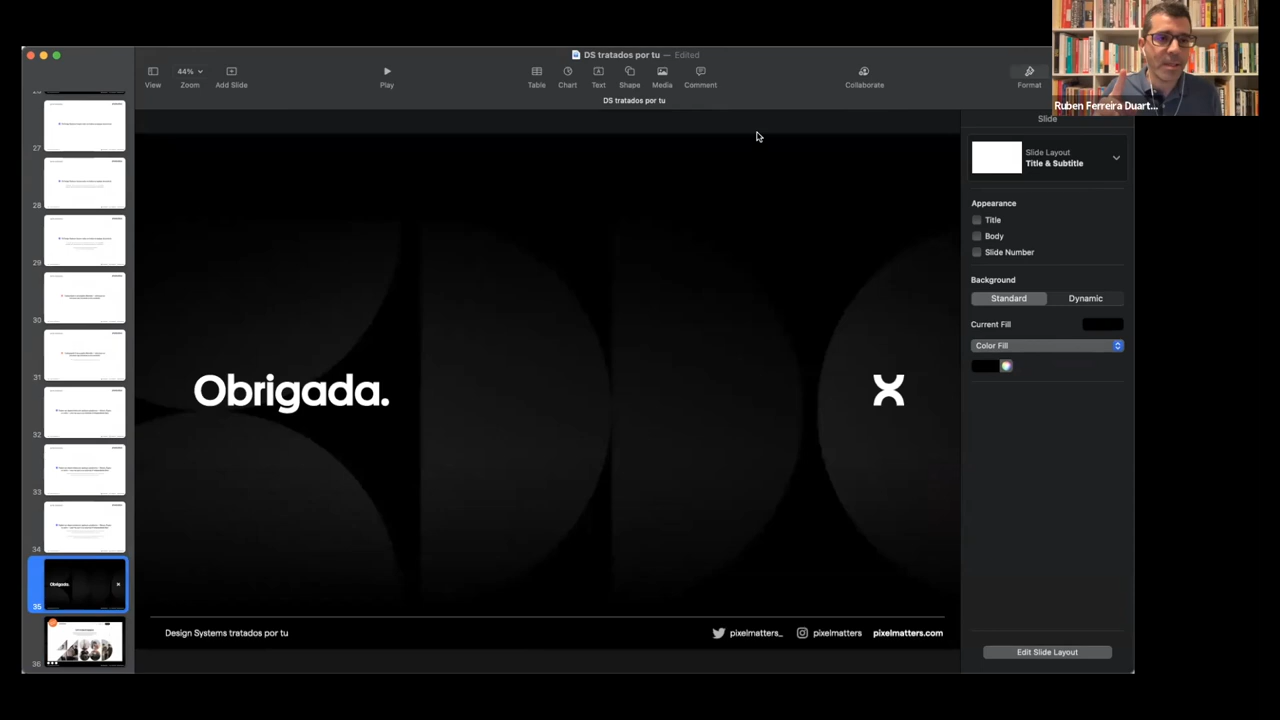 DS tratados por tu — Edited
44%
View
Zoom
Add Slide
Play
Table
Chart
Text
Shape
Media
Comment
Collaborate
Format
DS tratados por tu
Ruben Ferreira Duart...
Slide
Slide Layout
Title & Subtitle
Appearance
Title
Body
Slide Number
Background
Standard
Dynamic
Current Fill
Color Fill
Edit Slide Layout
27
28
29
30
31
32
33
34
Obrigada.
35
36
Obrigada.
Design Systems tratados por tu
pixelmatters_
pixelmatters
pixelmatters.com